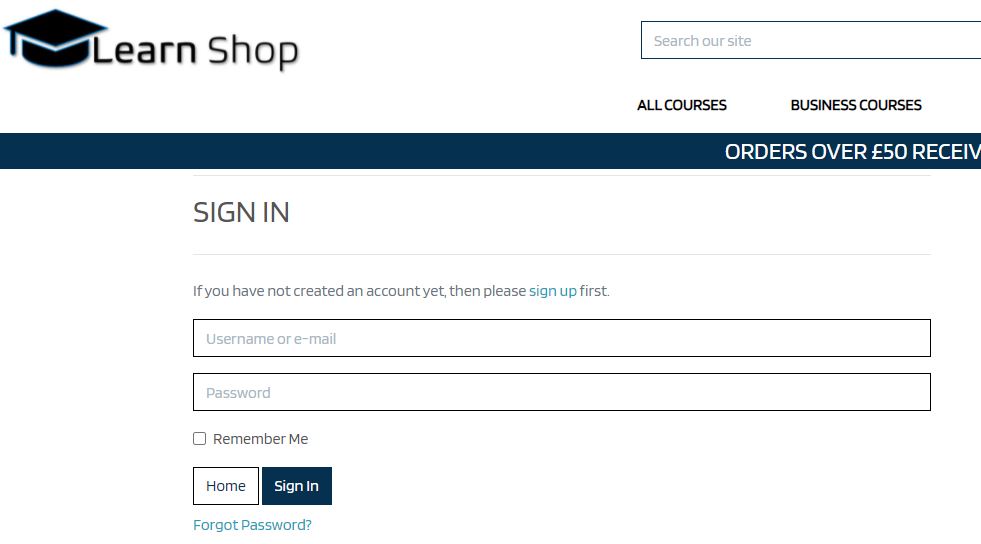 Learn Shop
Search our site
ALL COURSES
BUSINESS COURSES
ORDERS OVER £50 RECEIV
SIGN IN
If you have not created an account yet, then please sign up first.
Username or e-mail
Password
Remember Me
Home
Sign In
Forgot Password?